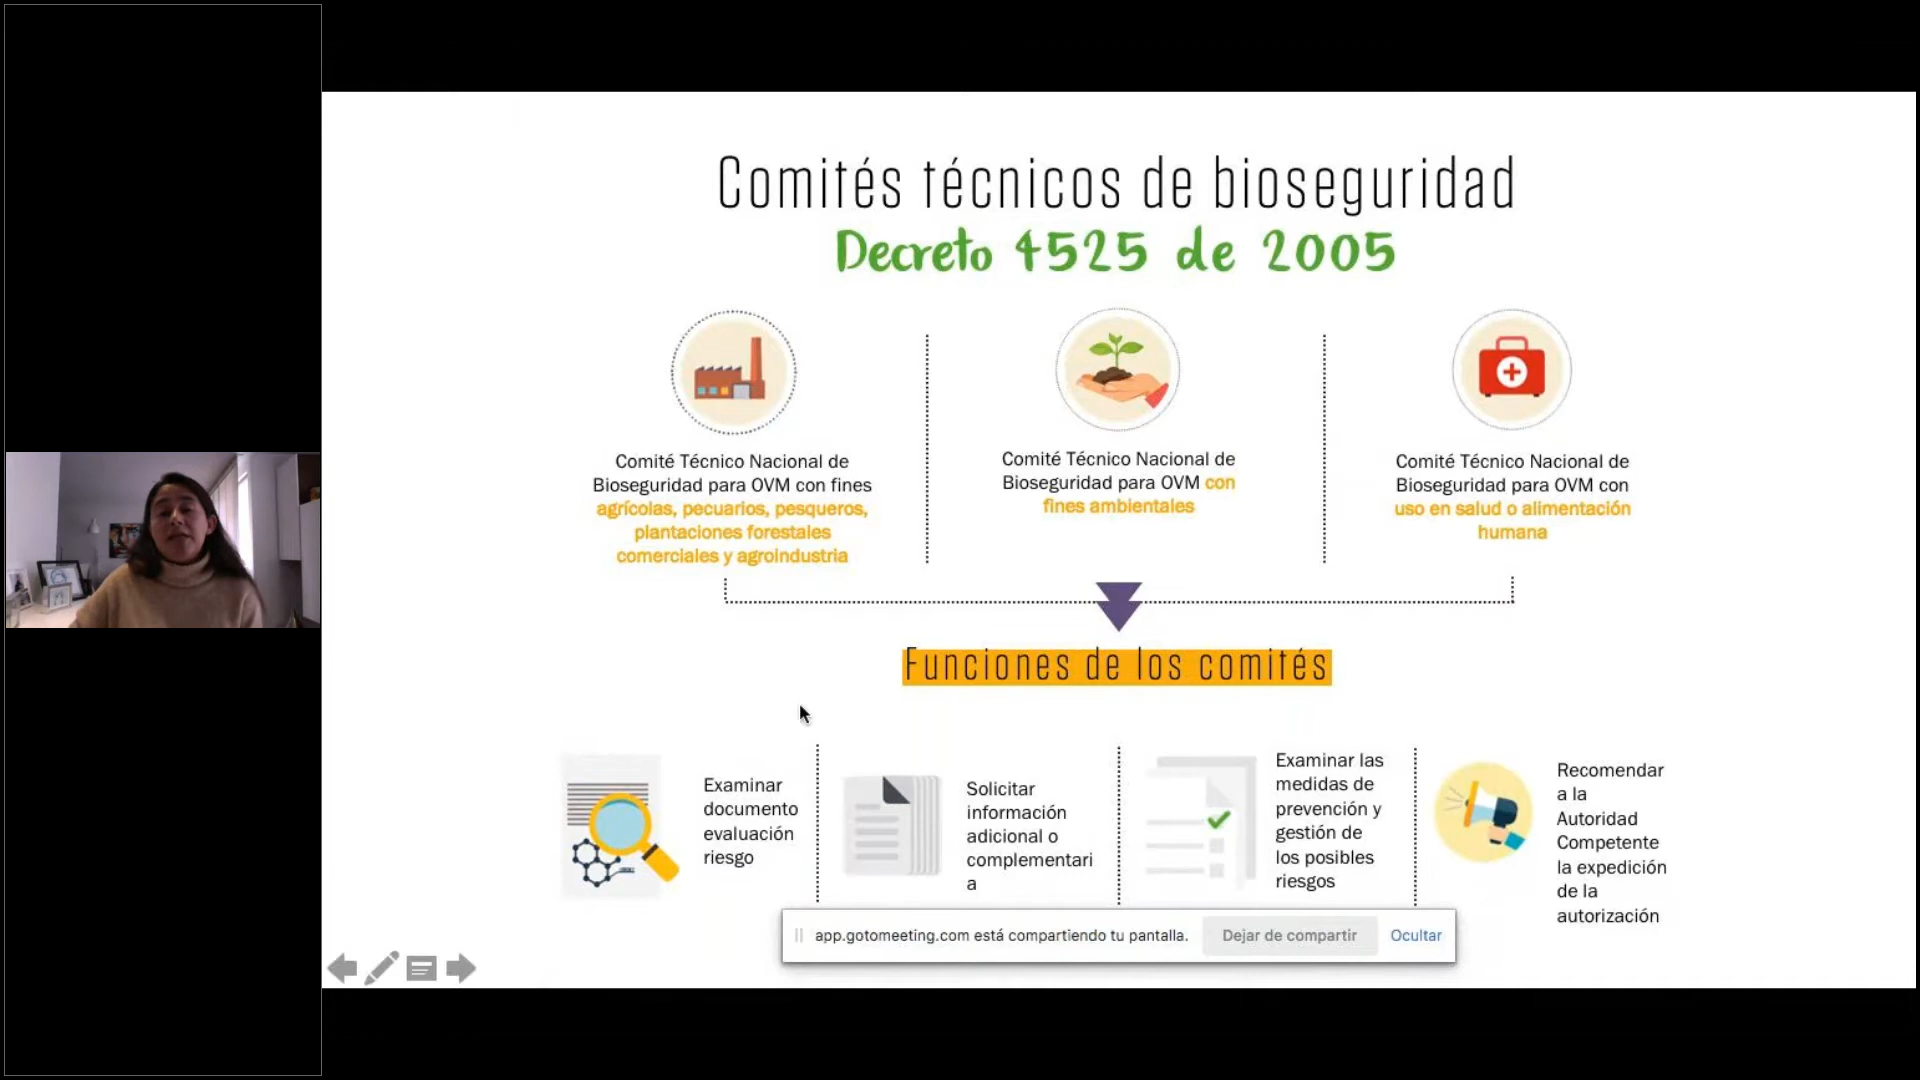 Comités técnicos de bioseguridad
Decreto 4525 de 2005
Comité Técnico Nacional de
Bioseguridad para OVM con fines
agrícolas, pecuarios, pesqueros,
plantaciones forestales
comerciales y agroindustria
Comité Técnico Nacional de
Bioseguridad para OVM con
fines ambientales
Comité Técnico Nacional de
Bioseguridad para OVM con
uso en salud o alimentación
humana
Funciones de los comités
Examinar
documento
evaluación
riesgo
Solicitar
información
adicional o
complementari
a
Examinar las
medidas de
prevención y
gestión de
los posibles
riesgos
Recomendar
a la
Autoridad
Competente
la expedición
de la
autorización
app.gotomeeting.com está compartiendo tu pantalla.
Dejar de compartir
Ocultar